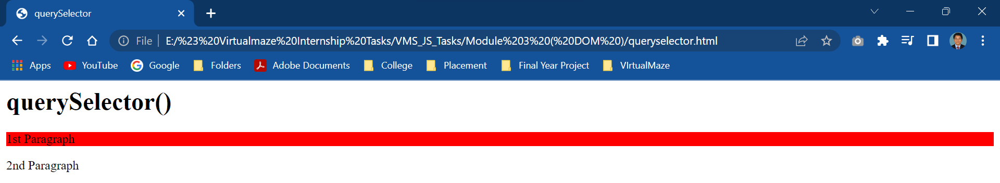 querySelector
File E:/%23%20Virtualmaze%20Internship%20Tasks/VMS_JS_Tasks/Module%203%20(%20DOM%20)/queryselector.html
Apps YouTube Google Folders Adobe Documents College Placement Final Year Project VIrtualMaze
querySelector()
1st Paragraph
2nd Paragraph